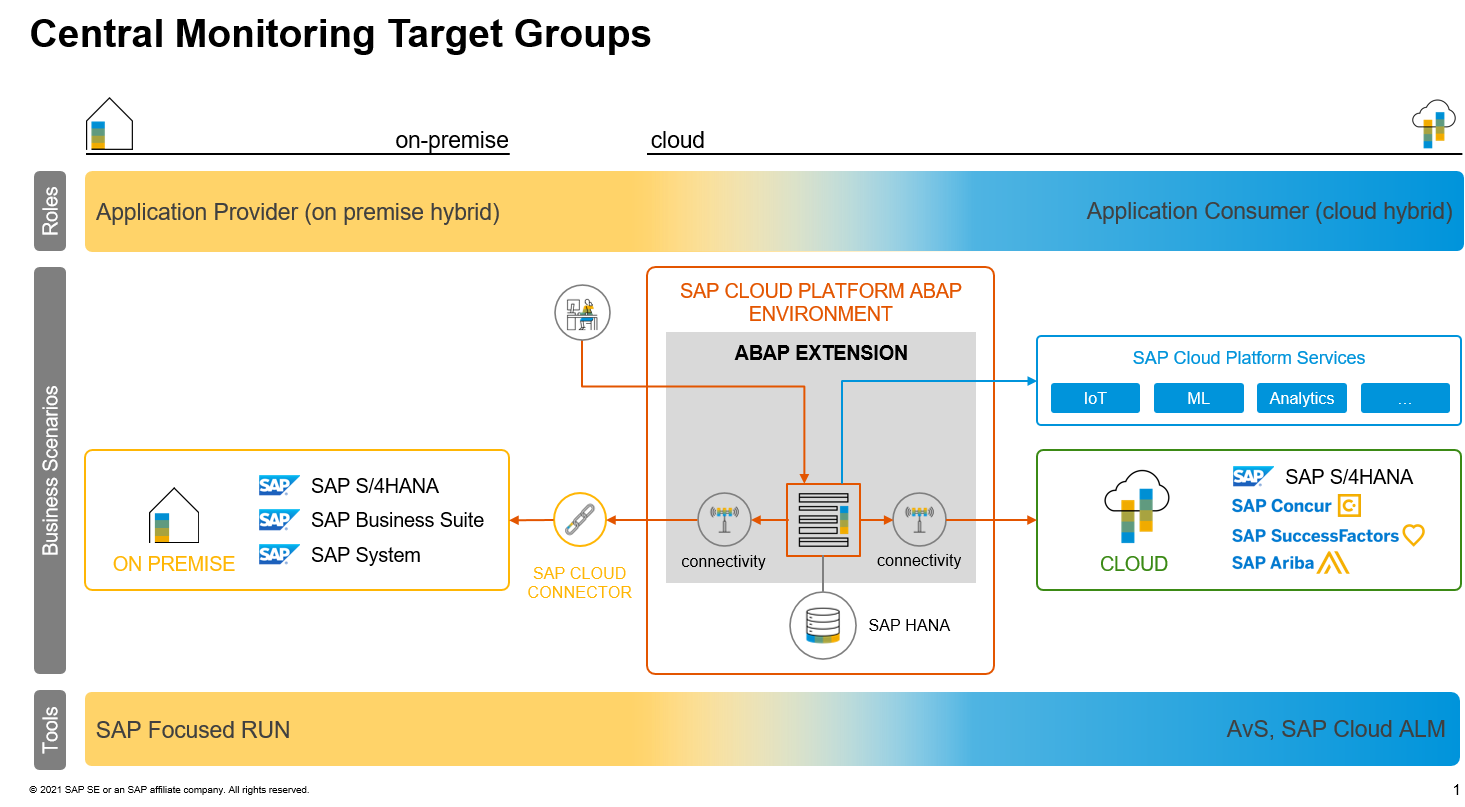 Central Monitoring Target Groups
on-premise
cloud
Roles
Application Provider (on premise hybrid)
Application Consumer (cloud hybrid)
Business Scenarios
SAP CLOUD PLATFORM ABAP
ENVIRONMENT
ABAP EXTENSION
SAP Cloud Platform Services
IoT
ML
Analytics
...
ON PREMISE
SAP SAP S/4HANA
SAP SAP Business Suite
SAP SAP System
SAP CLOUD
CONNECTOR
connectivity
connectivity
SAP HANA
CLOUD
SAP SAP S/4HANA
SAP Concur C
SAP SuccessFactors
SAP Ariba
Tools
SAP Focused RUN
AvS, SAP Cloud ALM
© 2021 SAP SE or an SAP affiliate company. All rights reserved.
1